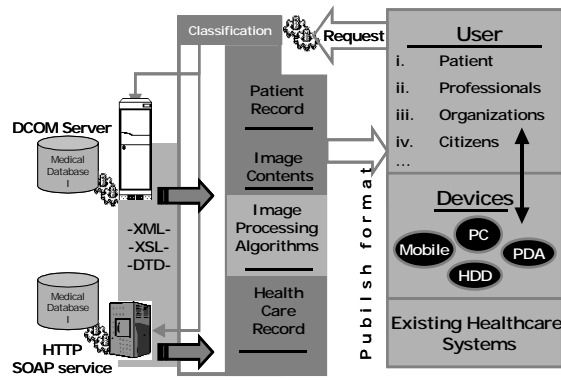 Classification
Request
User
i. Patient
ii. Professionals
iii. Organizations
iv. Citizens
...
Patient
Record
Image
Contents
Image
Processing
Algorithms
Health
Care
Record
DCOM Server
Medical
Database
I
-XML-
-XSL-
-DTD-
Medical
Database
I
HTTP
SOAP service
Pubilsh format
Devices
Mobile
PC
PDA
HDD
Existing Healthcare
Systems